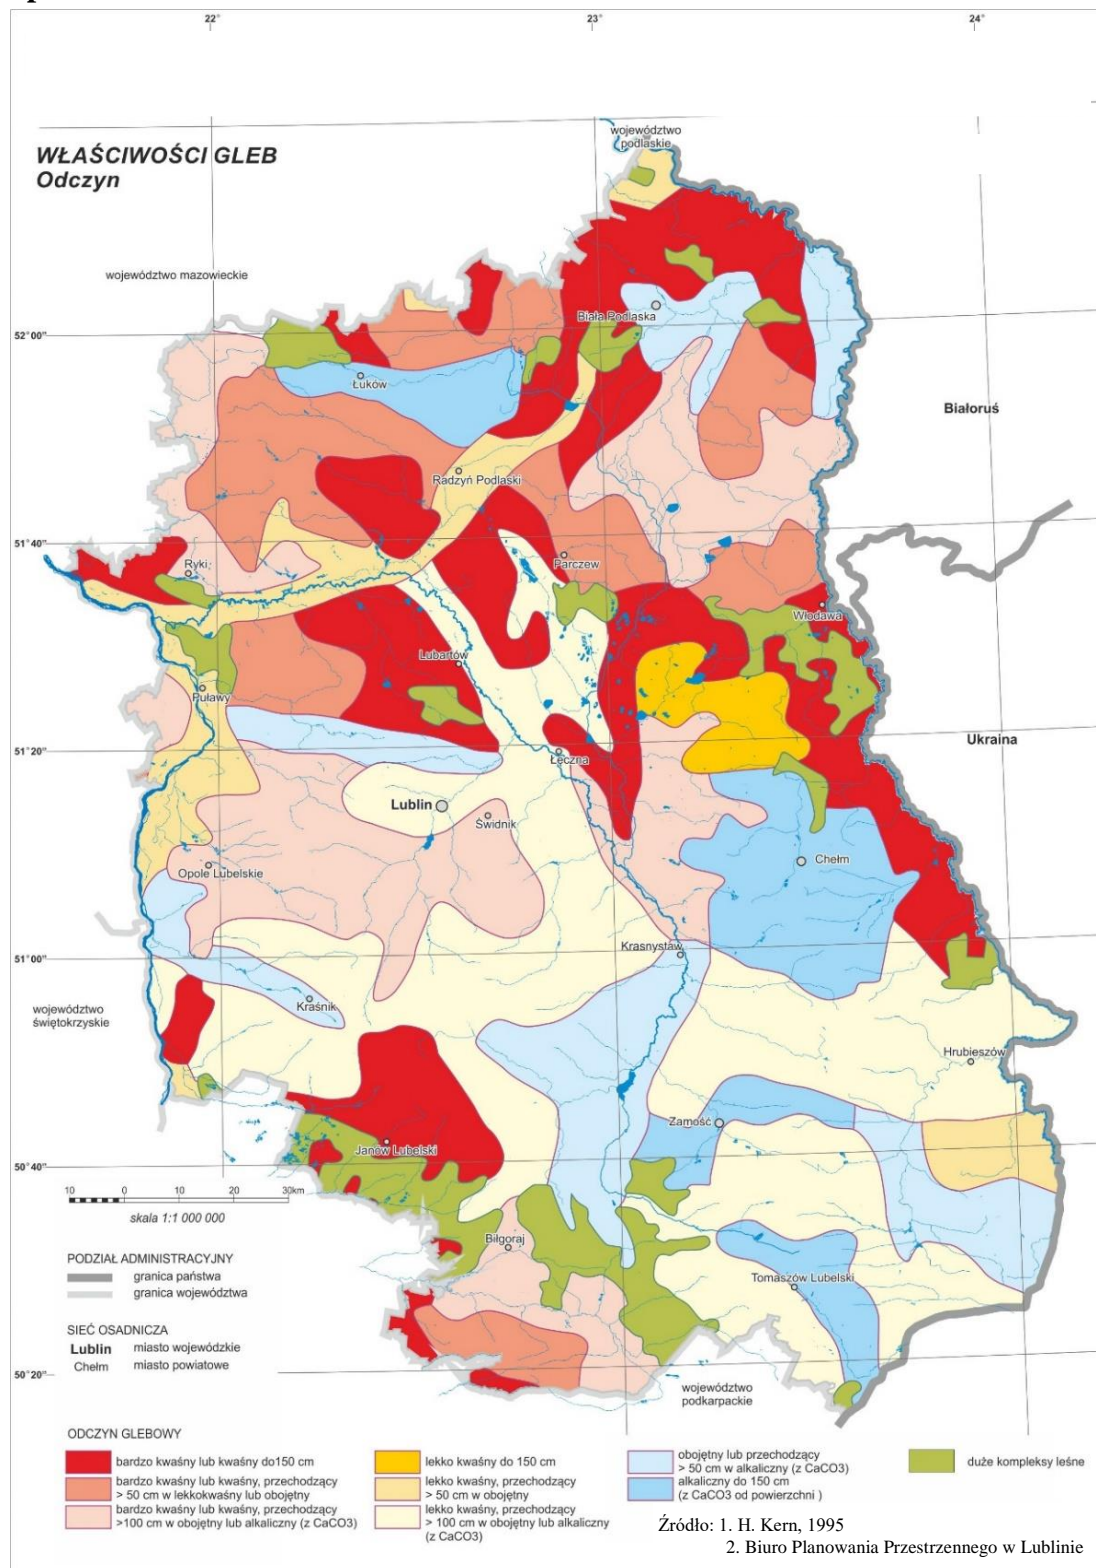 22°
23°
24°
województwo
podlaskie
WŁAŚCIWOŚCI GLEB
Odczyn
województwo mazowieckie
Biała Podlaska
52°00"
Łuków
Białoruś
Radzyń Podlaski
51°40"
Ryki
Parczew
Włodawa
Lubartów
Puławy
Ukraina
51°20"
Łęczna
Lublin
Świdnik
Chełm
Opole Lubelskie
Krasnystaw
51°00"
Kraśnik
województwo
świętokrzyskie
Hrubieszów
Zamość
Janów Lubelski
50°40"
10 0 10 20 30km
skala 1:1 000 000
Biłgoraj
PODZIAŁ ADMINISTRACYJNY
granica państwa
granica województwa
Tomaszów Lubelski
SIEĆ OSADNICZA
Lublin miasto wojewódzkie
Chełm miasto powiatowe
50°20"
województwo
podkarpackie
ODCZYN GLEBOWY
bardzo kwaśny lub kwaśny do150 cm
bardzo kwaśny lub kwaśny, przechodzący
> 50 cm w lekkokwaśny lub obojętny
bardzo kwaśny lub kwaśny, przechodzący
>100 cm w obojętny lub alkaliczny (z CaCO3)
lekko kwaśny do 150 cm
lekko kwaśny, przechodzący
> 50 cm w obojętny
lekko kwaśny, przechodzący
> 100 cm w obojętny lub alkaliczny
(z CaCO3)
obojętny lub przechodzący
> 50 cm w alkaliczny (z CaCO3)
alkaliczny do 150 cm
(z CaCO3 od powierzchni )
duże kompleksy leśne
Źródło: 1. H. Kern, 1995
2. Biuro Planowania Przestrzennego w Lublinie